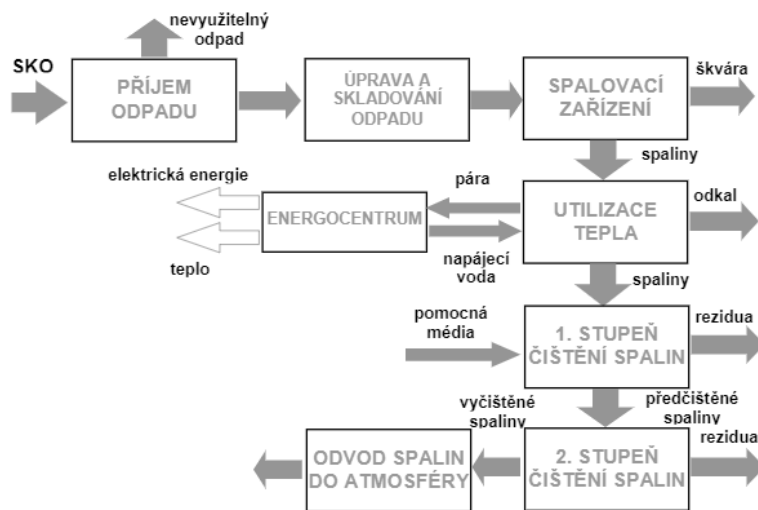 nevyužitelný
odpad
SKO
PŘÍJEM
ODPADU
ÚPRAVA A
SKLADOVÁNÍ
ODPADU
SPALOVACÍ
ZAŘÍZENÍ
škvára
spaliny
elektrická energie
pára
ENERGOCENTRUM
UTILIZACE
TEPLA
odkal
teplo
napájecí
voda
spaliny
pomocná
média
1. STUPEŇ
ČIŠTĚNÍ SPALIN
rezidua
vyčištěné
spaliny
předčištěné
spaliny
ODVOD SPALIN
DO ATMOSFÉRY
2. STUPEŇ
ČIŠTĚNÍ SPALIN
rezidua